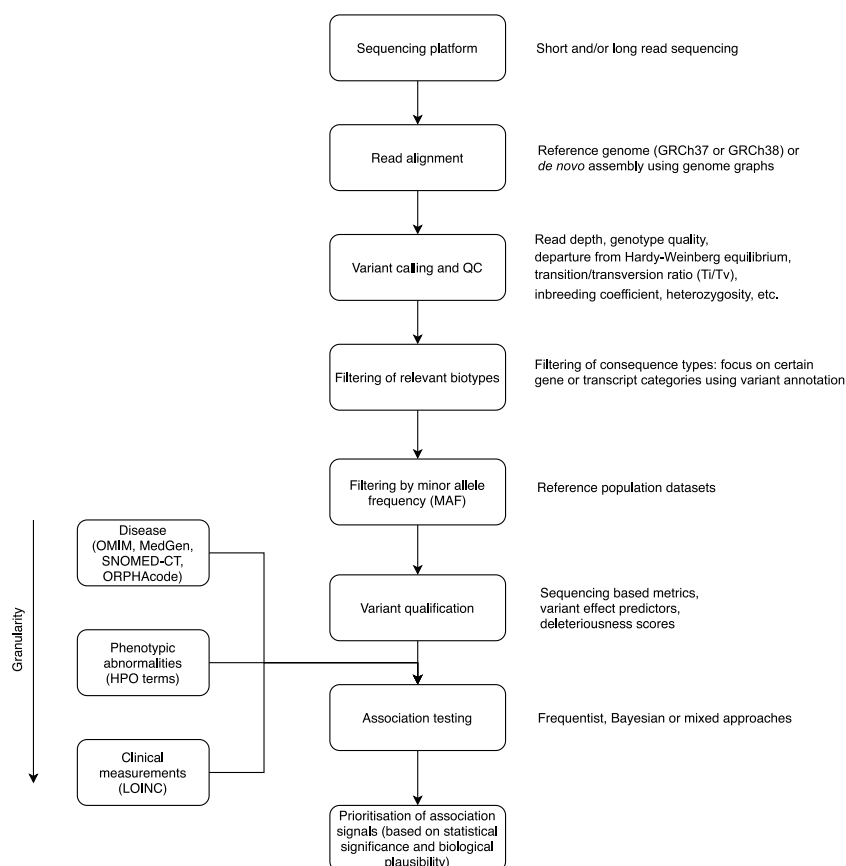 Sequencing platform
Short and/or long read sequencing
Read alignment
Reference genome (GRCh37 or GRCh38) or
de novo assembly using genome graphs
Variant calling and QC
Read depth, genotype quality,
departure from Hardy-Weinberg equilibrium,
transition/transversion ratio (Ti/Tv),
inbreeding coefficient, heterozygosity, etc.
Filtering of relevant biotypes
Filtering of consequence types: focus on certain
gene or transcript categories using variant annotation
Filtering by minor allele
frequency (MAF)
Reference population datasets
Granularity
Disease
(OMIM, MedGen,
SNOMED-CT,
ORPHAcode)
Variant qualification
Sequencing based metrics,
variant effect predictors,
deleteriousness scores
Phenotypic
abnormalities
(HPO terms)
Association testing
Frequentist, Bayesian or mixed approaches
Clinical
measurements
(LOINC)
Prioritisation of association
signals (based on statistical
significance and biological
plausibility)